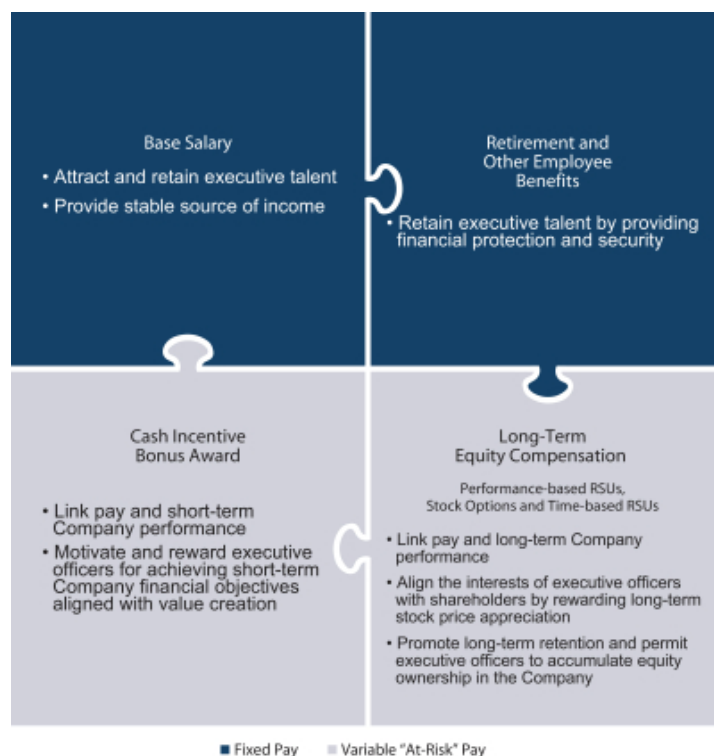 Base Salary
• Attract and retain executive talent
• Provide stable source of income
Retirement and
Other Employee
Benefits
• Retain executive talent by providing
financial protection and security
Cash Incentive
Bonus Award
• Link pay and short-term
Company performance
• Motivate and reward executive
officers for achieving short-term
Company financial objectives
aligned with value creation
Long-Term
Equity Compensation
Performance-based RSUs,
Stock Options and Time-based RSUs
• Link pay and long-term Company
performance
• Align the interests of executive officers
with shareholders by rewarding long-term
stock price appreciation
• Promote long-term retention and permit
executive officers to accumulate equity
ownership in the Company
Fixed Pay
Variable "At-Risk" Pay